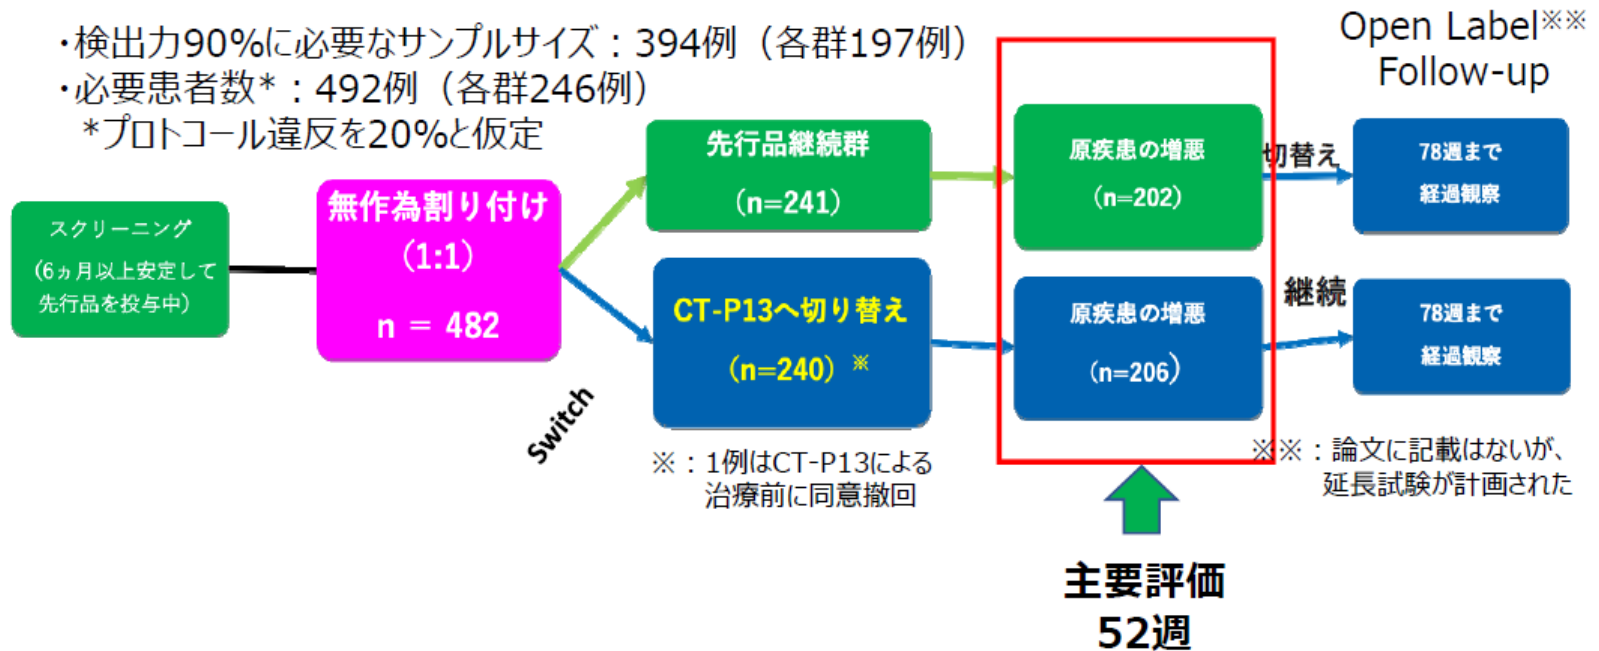 ・検出力90%に必要なサンプルサイズ：394例（各群197例）
・必要患者数*：492例（各群246例）
*プロトコール違反を20%と仮定
スクリーニング
（6ヵ月以上安定して
先行品を投与中）
無作為割り付け
（1:1）
n = 482
Switch
先行品継続群
（n=241）
CT-P13へ切り替え
（n=240）※
※：1例はCT-P13による
治療前に同意撤回
原疾患の増悪
（n=202）
原疾患の増悪
（n=206）
主要評価
52週
Open Label※※
Follow-up
切替え
78週まで
経過観察
継続
78週まで
経過観察
※※：論文に記載はないが、
延長試験が計画された